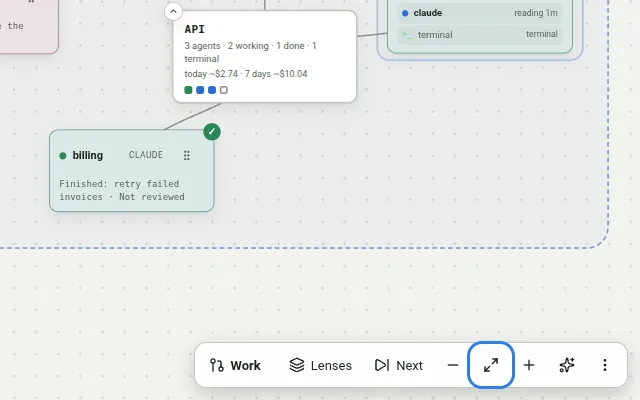 e the
API
3 agents · 2 working · 1 done · 1
terminal
today ~$2.74 · 7 days ~$10.04
claude reading 1m
>_ terminal terminal
billing CLAUDE
Finished: retry failed
invoices · Not reviewed
Work Lenses Next